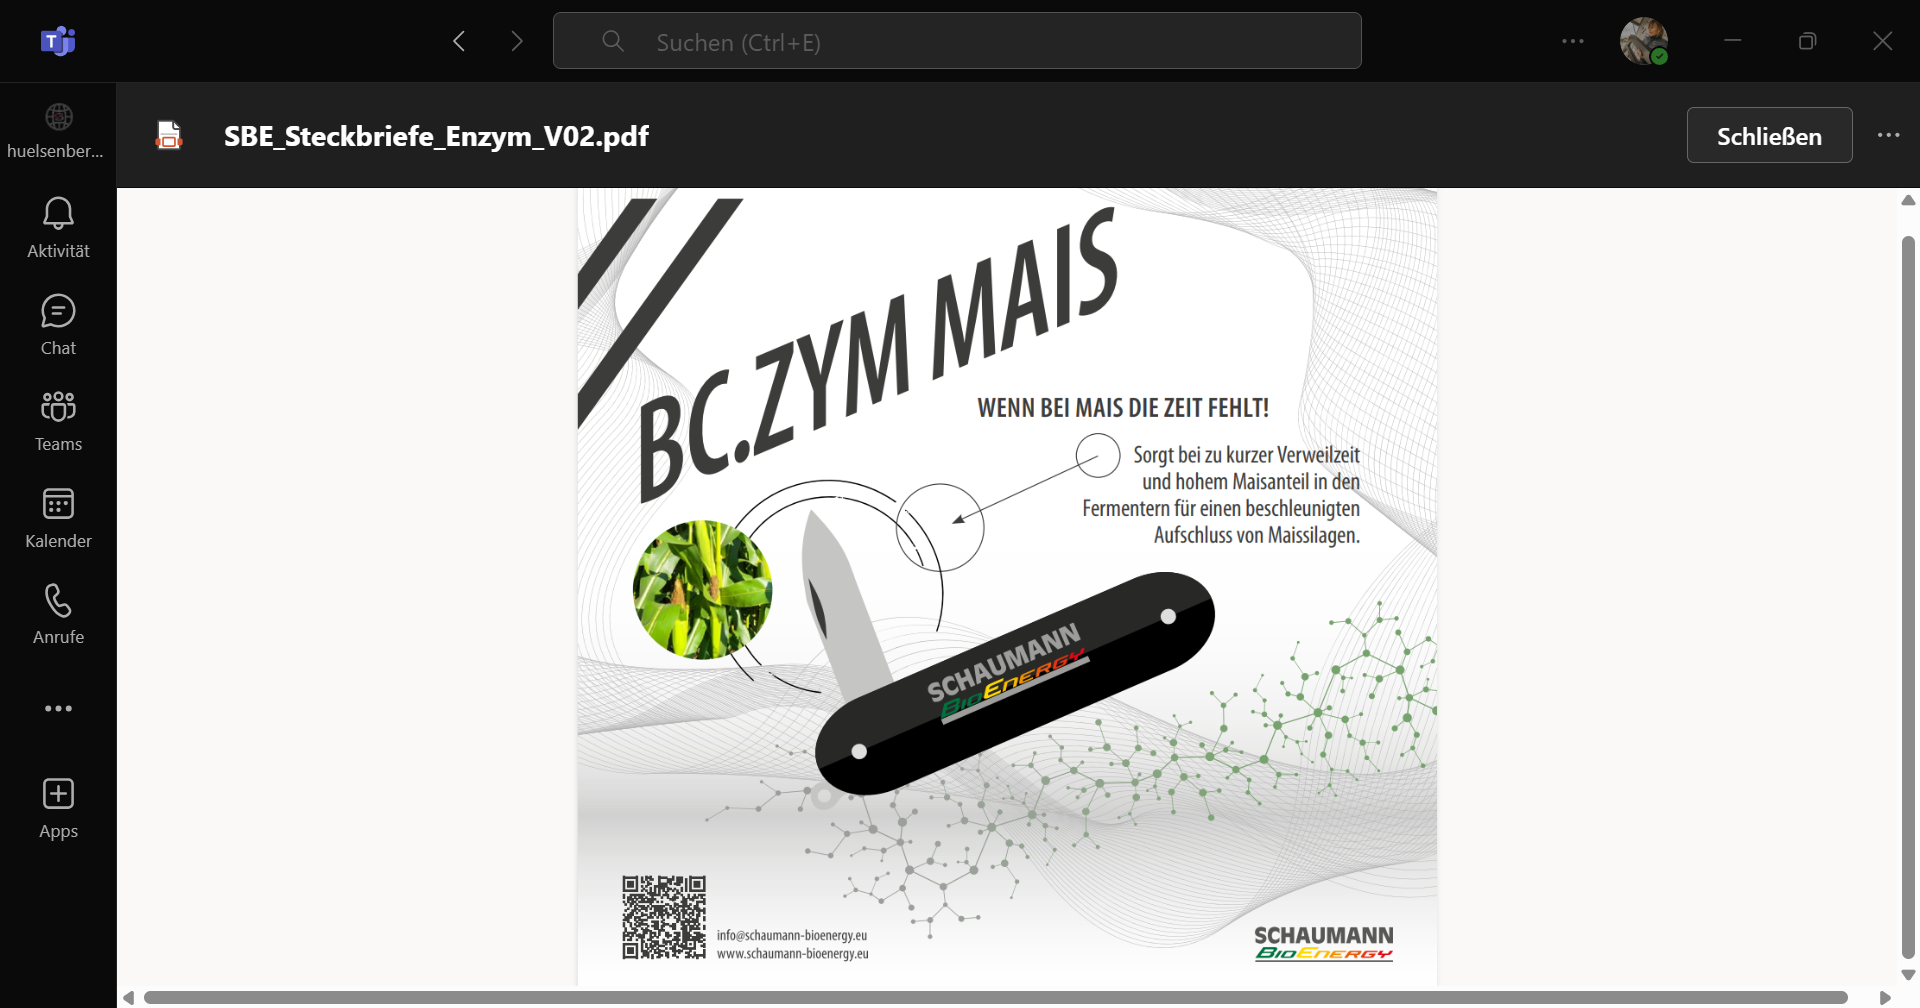 Suchen (Ctrl+E)
huelsenber...
Aktivität
Chat
Teams
Kalender
Anrufe
Apps
SBE_Steckbriefe_Enzym_V02.pdf
Schließen
BC.ZYM MAIS
WENN BEI MAIS DIE ZEIT FEHLT!
Sorgt bei zu kurzer Verweilzeit
und hohem Maisanteil in den
Fermentern für einen beschleunigten
Aufschluss von Maissilagen.
SCHAUMANN
BIOENERGY
info@schaumann-bioenergy.eu
www.schaumann-bioenergy.eu
SCHAUMANN
BIOENERGY